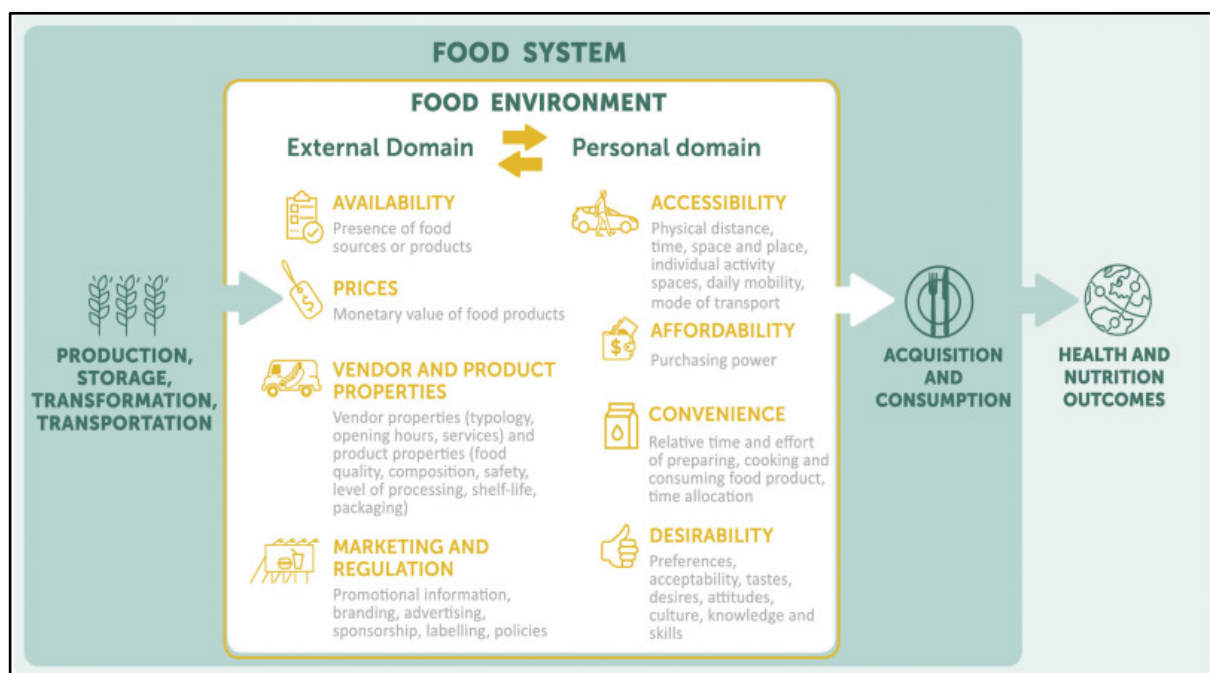 FOOD SYSTEM
FOOD ENVIRONMENT
External Domain
Personal domain
PRODUCTION,
STORAGE,
TRANSFORMATION,
TRANSPORTATION
AVAILABILITY
Presence of food
sources or products
PRICES
Monetary value of food products
VENDOR AND PRODUCT
PROPERTIES
Vendor properties (typology,
opening hours, services) and
product properties (food
quality, composition, safety,
level of processing, shelf-life,
packaging)
MARKETING AND
REGULATION
Promotional information,
branding, advertising,
sponsorship, labelling, policies
ACCESSIBILITY
Physical distance,
time, space and place,
individual activity
spaces, daily mobility,
mode of transport
AFFORDABILITY
Purchasing power
CONVENIENCE
Relative time and effort
of preparing, cooking and
consuming food product,
time allocation
DESIRABILITY
Preferences,
acceptability, tastes,
desires, attitudes,
culture, knowledge and
skills
ACQUISITION
AND
CONSUMPTION
HEALTH AND
NUTRITION
OUTCOMES